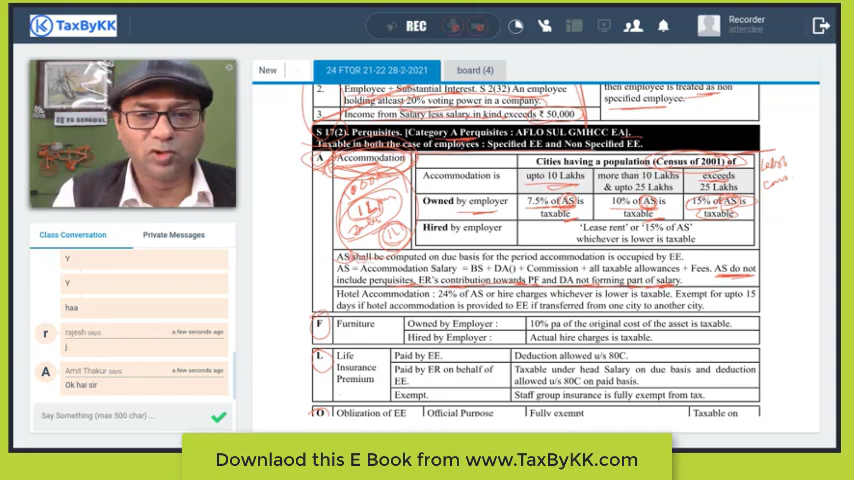 TaxByKK
REC
Recorder
attendee
New
24 FTQR 21-22 28-2-2021
board (4)
2. Employee + Substantial Interest. S 2(32) An employee
holding atleast 20% voting power in a company.
3. Income from Salary less salary in kind exceeds ₹ 50,000
then employee is treated as non
specified employee.
S 17(2). Perquisites. [Category A Perquisites : AFLO SUL GMHCC EA].
Taxable in both the case of employees : Specified EE and Non Specified EE.
A Accommodation
Cities having a population (Census of 2001) of
Accommodation is
upto 10 Lakhs
more than 10 Lakhs
& upto 25 Lakhs
exceeds
25 Lakhs
Owned by employer
7.5% of AS is
taxable
10% of AS is
taxable
15% of AS is
taxable
Hired by employer
'Lease rent' or '15% of AS'
whichever is lower is taxable
AS shall be computed on due basis for the period accommodation is occupied by EE.
AS = Accommodation Salary = BS + DA() + Commission + all taxable allowances + Fees. AS do not
include perquisites, ER's contribution towards PF and DA not forming part of salary.
Hotel Accommodation : 24% of AS or hire charges whichever is lower is taxable. Exempt for upto 15
days if hotel accommodation is provided to EE if transferred from one city to another city.
F Furniture
Owned by Employer :
10% pa of the original cost of the asset is taxable.
Hired by Employer :
Actual hire charges is taxable.
L Life
Insurance
Premium
Paid by EE.
Deduction allowed u/s 80C.
Paid by ER on behalf of
EE.
Taxable under head Salary on due basis and deduction
allowed u/s 80C on paid basis.
Exempt.
Staff group insurance is fully exempt from tax.
O Obligation of EE
Official Purpose
Fully exempt
Taxable on
Class Conversation
Private Messages
Y
Y
haa
r rajesh says:
a few seconds ago
j
A Amit Thakur says:
a few seconds ago
Ok hai sir
Say Something (max 500 char) ...
Downlaod this E Book from www.TaxByKK.com